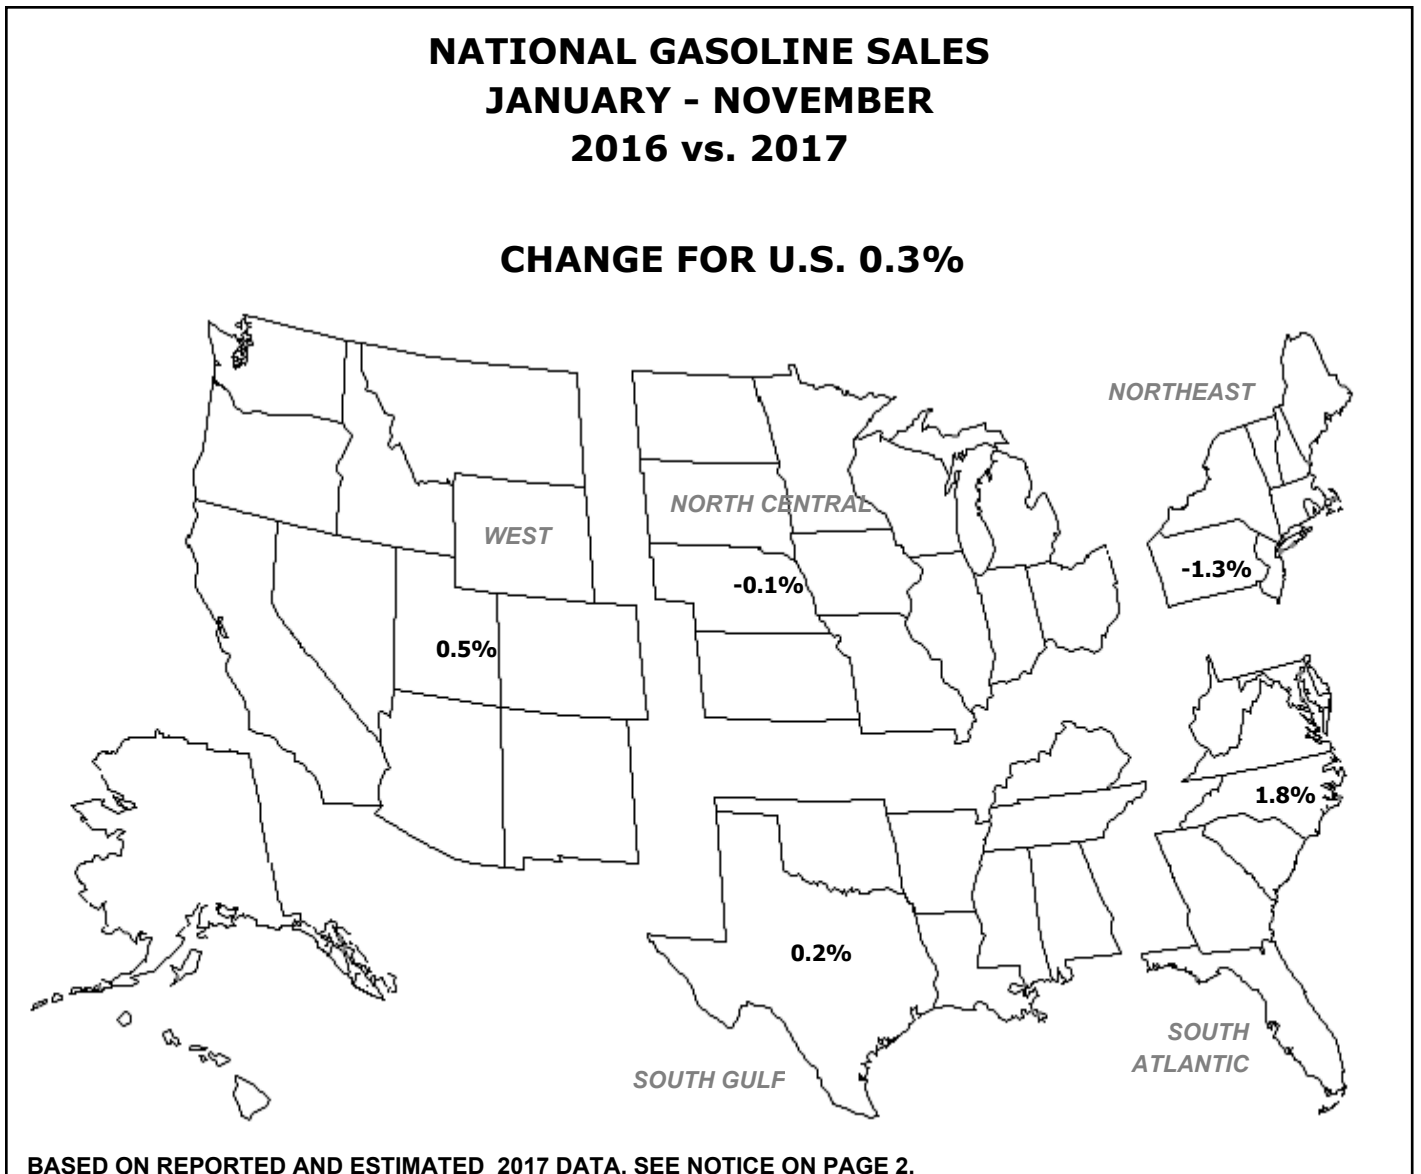 NATIONAL GASOLINE SALES
JANUARY - NOVEMBER
2016 vs. 2017
CHANGE FOR U.S. 0.3%
NORTHEAST
NORTH CENTRAL
WEST
-1.3%
-0.1%
0.5%
1.8%
0.2%
SOUTH
ATLANTIC
SOUTH GULF
BASED ON REPORTED AND ESTIMATED  2017 DATA. SEE NOTICE ON PAGE 2.